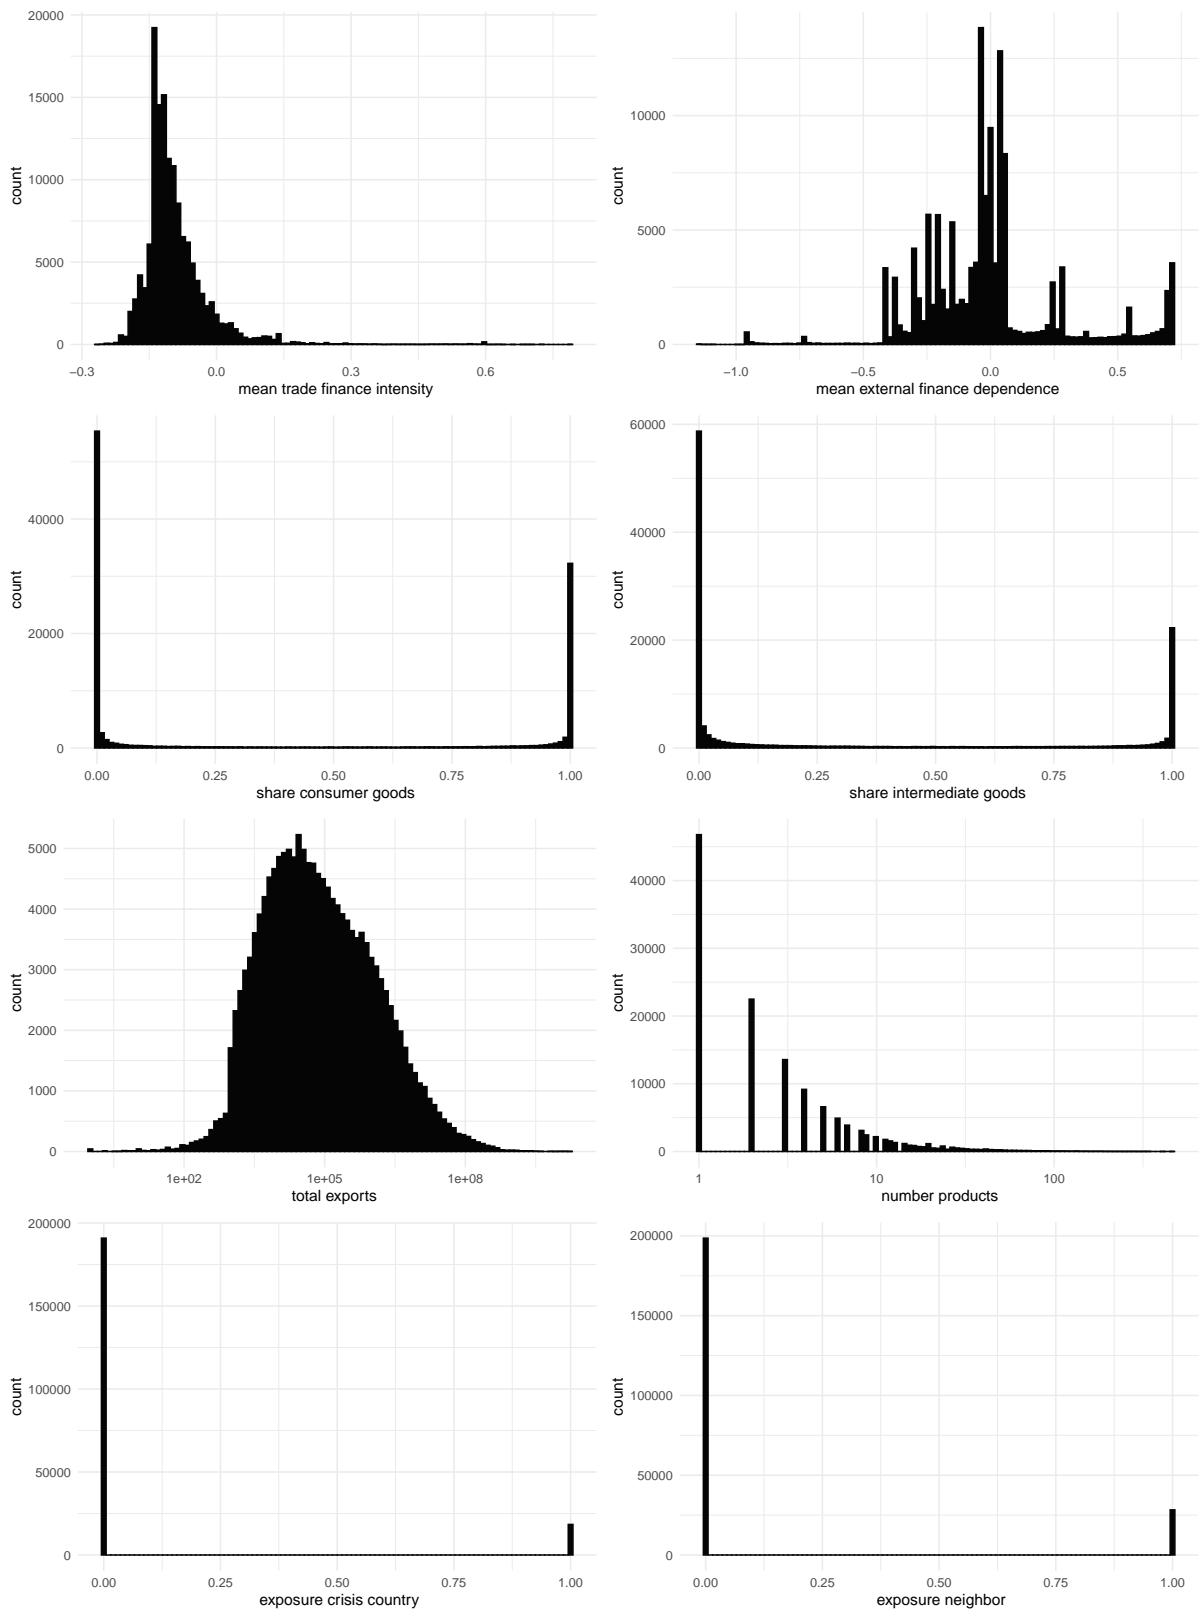 20000
15000
10000
5000
0
count
−0.3 0.0 0.3 0.6
mean trade finance intensity
10000
5000
0
count
−1.0 −0.5 0.0 0.5
mean external finance dependence
40000
20000
0
count
0.00 0.25 0.50 0.75 1.00
share consumer goods
60000
40000
20000
0
count
0.00 0.25 0.50 0.75 1.00
share intermediate goods
5000
4000
3000
2000
1000
0
count
1e+02 1e+05 1e+08
total exports
40000
30000
20000
10000
0
count
1 10 100
number products
200000
150000
100000
50000
0
count
0.00 0.25 0.50 0.75 1.00
exposure crisis country
200000
150000
100000
50000
0
count
0.00 0.25 0.50 0.75 1.00
exposure neighbor